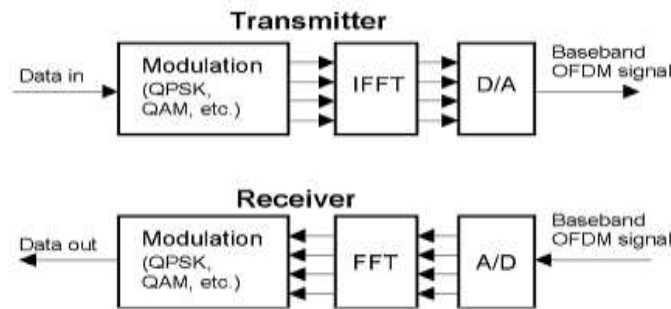 Transmitter
Data in
Modulation
(QPSK,
QAM, etc.)
IFFT
D/A
Baseband
OFDM signal
Receiver
Data out
Modulation
(QPSK,
QAM, etc.)
FFT
A/D
Baseband
OFDM signal